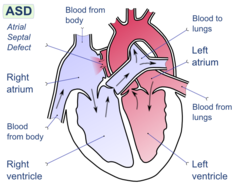 ASD
Atrial
Septal
Defect
Blood from
body
Blood to
lungs
Left
atrium
Right
atrium
Blood from
lungs
Blood
from body
Right
ventricle
Left
ventricle